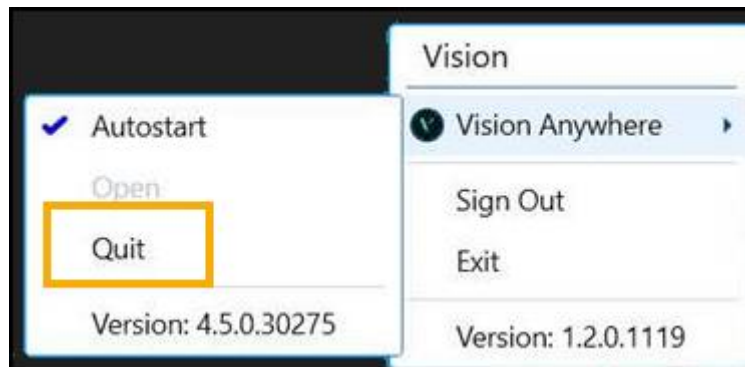 Vision
Vision Anywhere
Sign Out
Exit
Version: 1.2.0.1119
Autostart
Open
Quit
Version: 4.5.0.30275